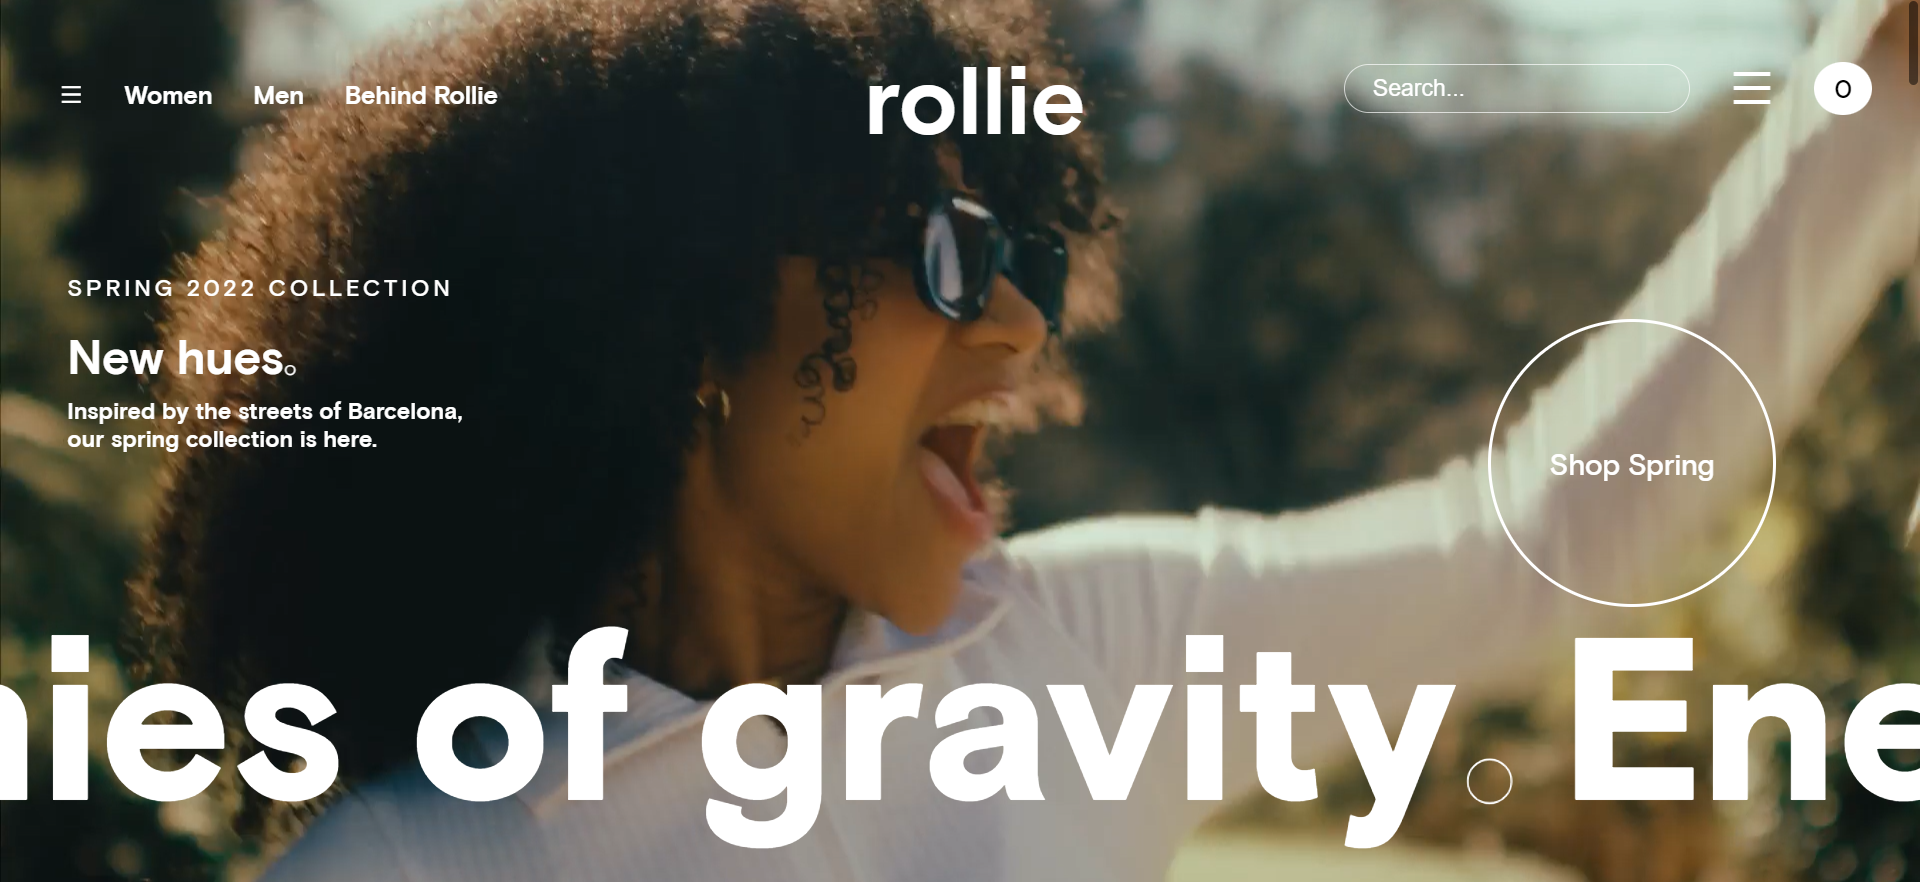 Women Men Behind Rollie
rollie
Search...
0
SPRING 2022 COLLECTION
New hues.
Inspired by the streets of Barcelona,
our spring collection is here.
Shop Spring
nies of gravity. Ene